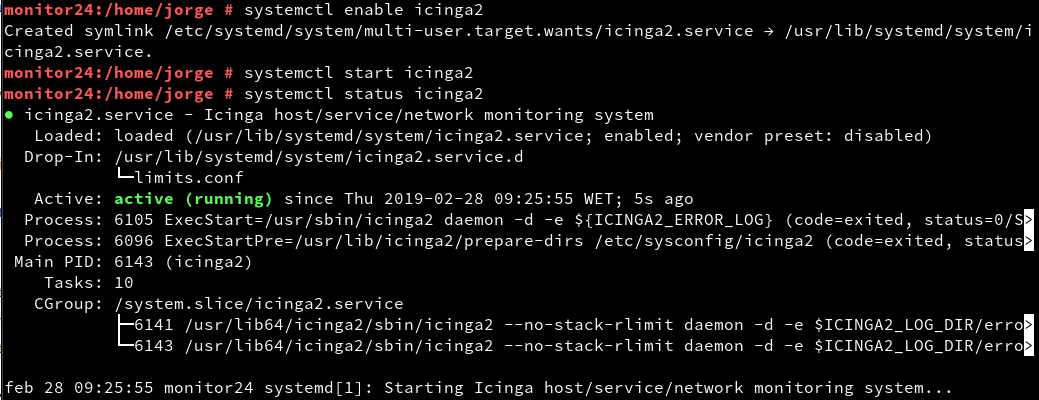 monitor24:/home/jorge # systemctl enable icinga2
Created symlink /etc/systemd/system/multi-user.target.wants/icinga2.service → /usr/lib/systemd/system/i
cinga2.service.
monitor24:/home/jorge # systemctl start icinga2
monitor24:/home/jorge # systemctl status icinga2
● icinga2.service - Icinga host/service/network monitoring system
   Loaded: loaded (/usr/lib/systemd/system/icinga2.service; enabled; vendor preset: disabled)
  Drop-In: /usr/lib/systemd/system/icinga2.service.d
           └─limits.conf
   Active: active (running) since Thu 2019-02-28 09:25:55 WET; 5s ago
  Process: 6105 ExecStart=/usr/sbin/icinga2 daemon -d -e ${ICINGA2_ERROR_LOG} (code=exited, status=0/S>
  Process: 6096 ExecStartPre=/usr/lib/icinga2/prepare-dirs /etc/sysconfig/icinga2 (code=exited, status>
 Main PID: 6143 (icinga2)
    Tasks: 10
   CGroup: /system.slice/icinga2.service
           ├─6141 /usr/lib64/icinga2/sbin/icinga2 --no-stack-rlimit daemon -d -e $ICINGA2_LOG_DIR/erro>
           └─6143 /usr/lib64/icinga2/sbin/icinga2 --no-stack-rlimit daemon -d -e $ICINGA2_LOG_DIR/erro>
feb 28 09:25:55 monitor24 systemd[1]: Starting Icinga host/service/network monitoring system...